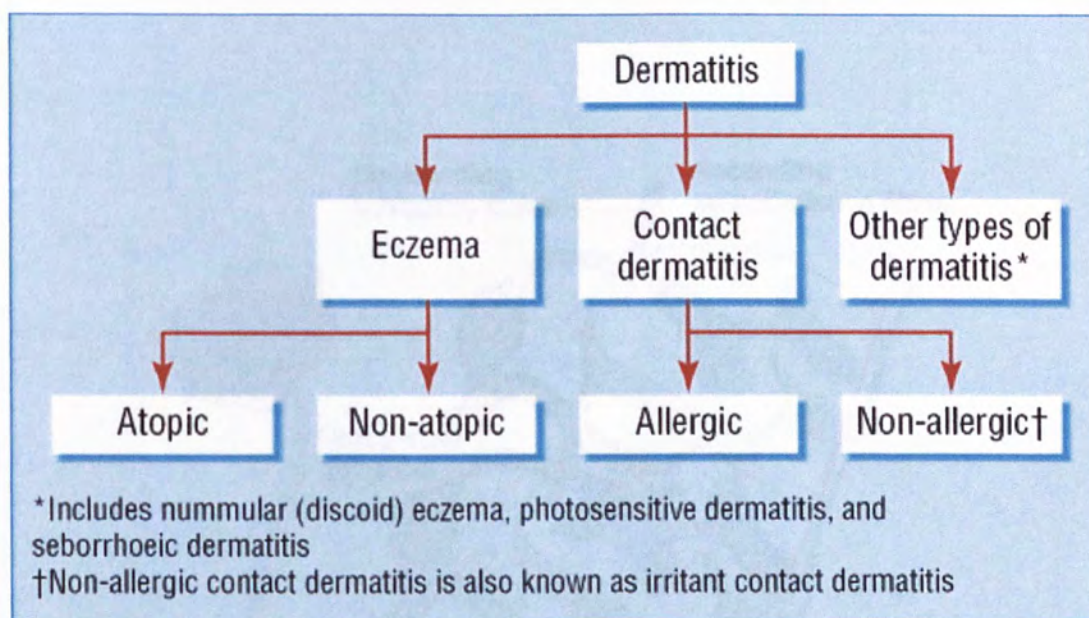 Dermatitis
Eczema
Contact
dermatitis
Other types of
dermatitis*
Atopic
Non-atopic
Allergic
Non-allergic†
*Includes nummular (discoid) eczema, photosensitive dermatitis, and
seborrhoeic dermatitis
†Non-allergic contact dermatitis is also known as irritant contact dermatitis